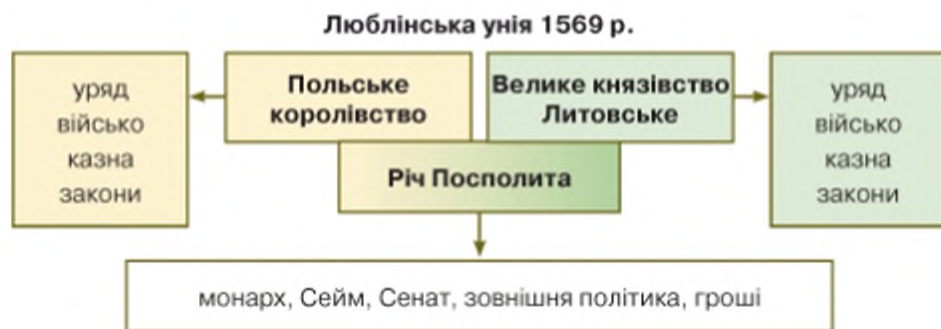 Люблінська унія 1569 р.
уряд
військо
казна
закони
Польське
королівство
Велике князівство
Литовське
уряд
військо
казна
закони
Річ Посполита
монарх, Сейм, Сенат, зовнішня політика, гроші